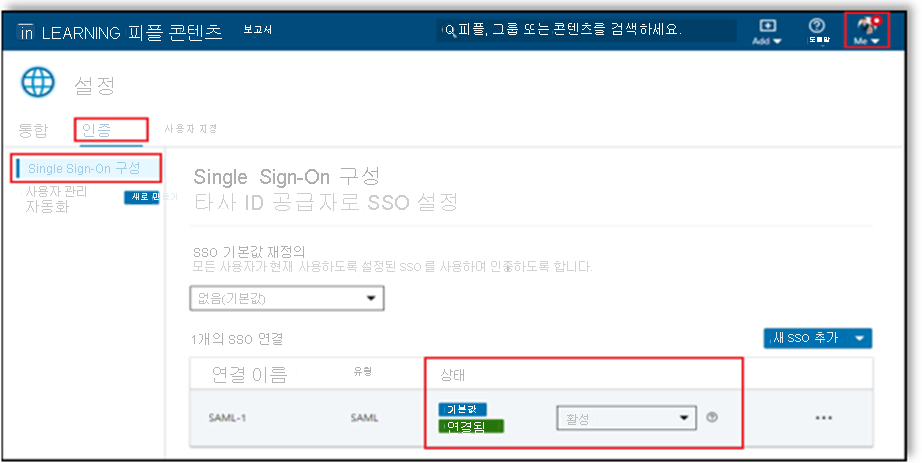 in LEARNING 피플 콘텐츠 보고서 피플, 그룹 또는 콘텐츠를 검색하세요. Add 도움말 Me
설정
통합 인증 사용자 지정
Single Sign-On 구성
사용자 관리
자동화 새로
Single Sign-On 구성
타사 ID 공급자로 SSO 설정
SSO 기본값 재정의
모든 사용자가 현재 사용하도록 설정된 SSO 를 사용하며 인증하도록 합니다.
없음(기본값)
1개의 SSO 연결 새 SSO 추가
연결 이름 유형 상태
SAML-1 SAML 기본값 활성
연결됨